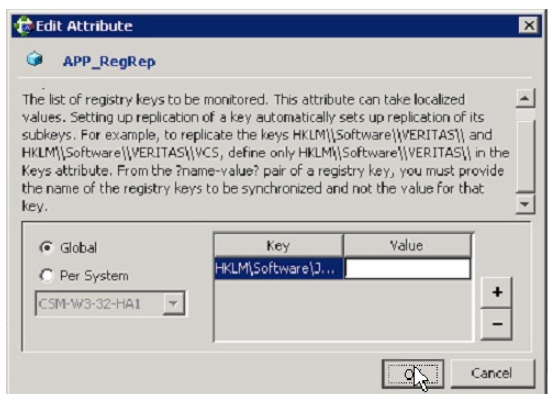 Edit Attribute
APP_RegRep
The list of registry keys to be monitored. This attribute can take localized
values. Setting up replication of a key automatically sets up replication of its
subkeys. For example, to replicate the keys HKLM\\Software\\VERITAS\\ and
HKLM\\Software\\VERITAS\\VCS, define only HKLM\\Software\\VERITAS\\ in the
Keys attribute. From the ?name-value? pair of a registry key, you must provide
the name of the registry keys to be synchronized and not the value for that
key.
Global
Per System
CSM-W3-32-HA1
Key Value
HKLM\Software\J...
+
−
OK Cancel